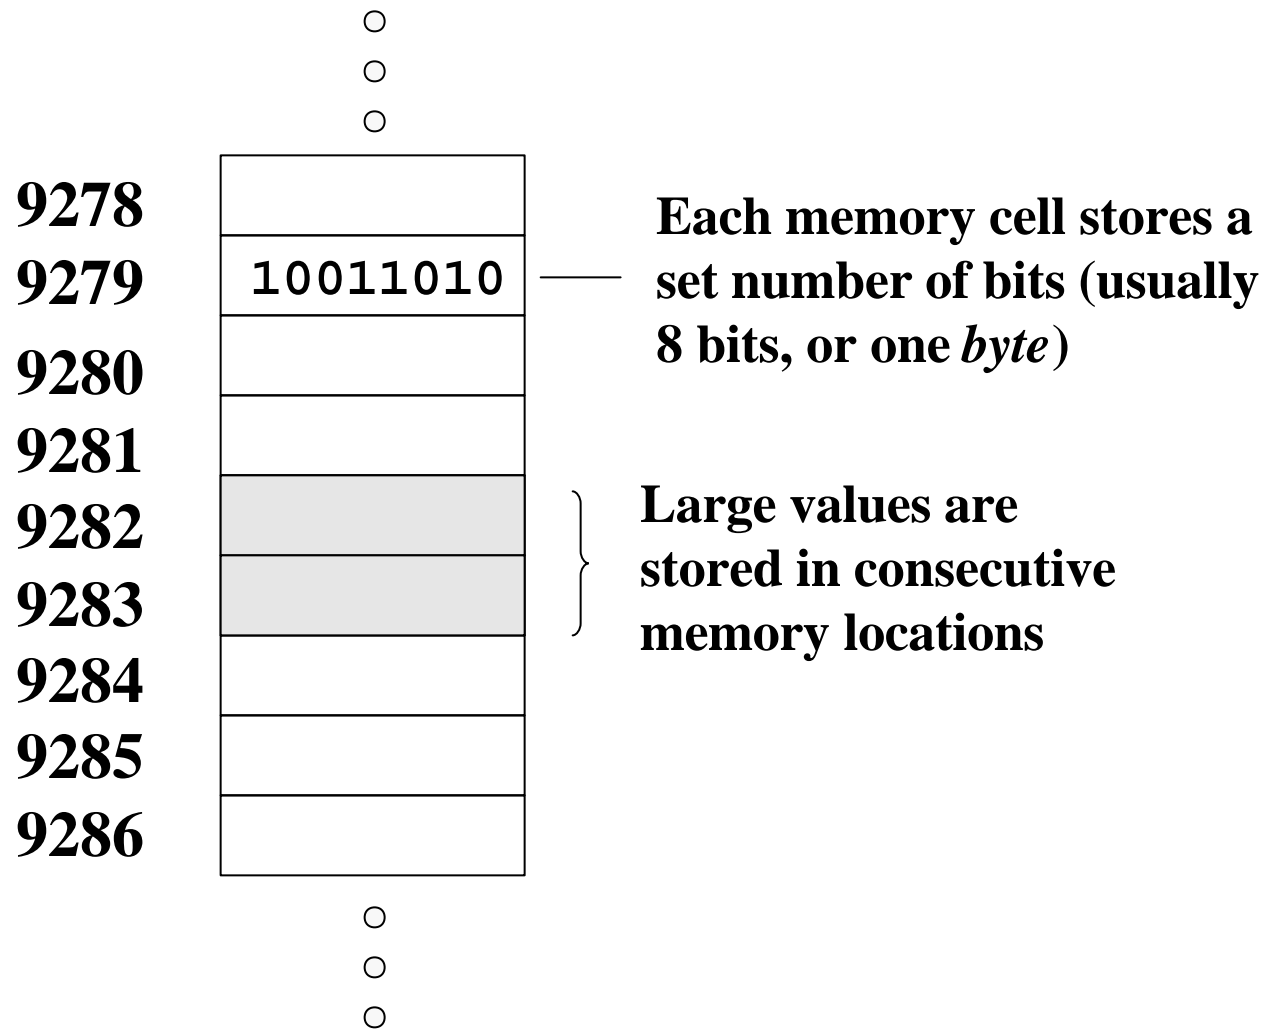 9278
9279
10011010
9280
9281
9282
9283
9284
9285
9286
Each memory cell stores a
set number of bits (usually
8 bits, or one byte)
Large values are
stored in consecutive
memory locations